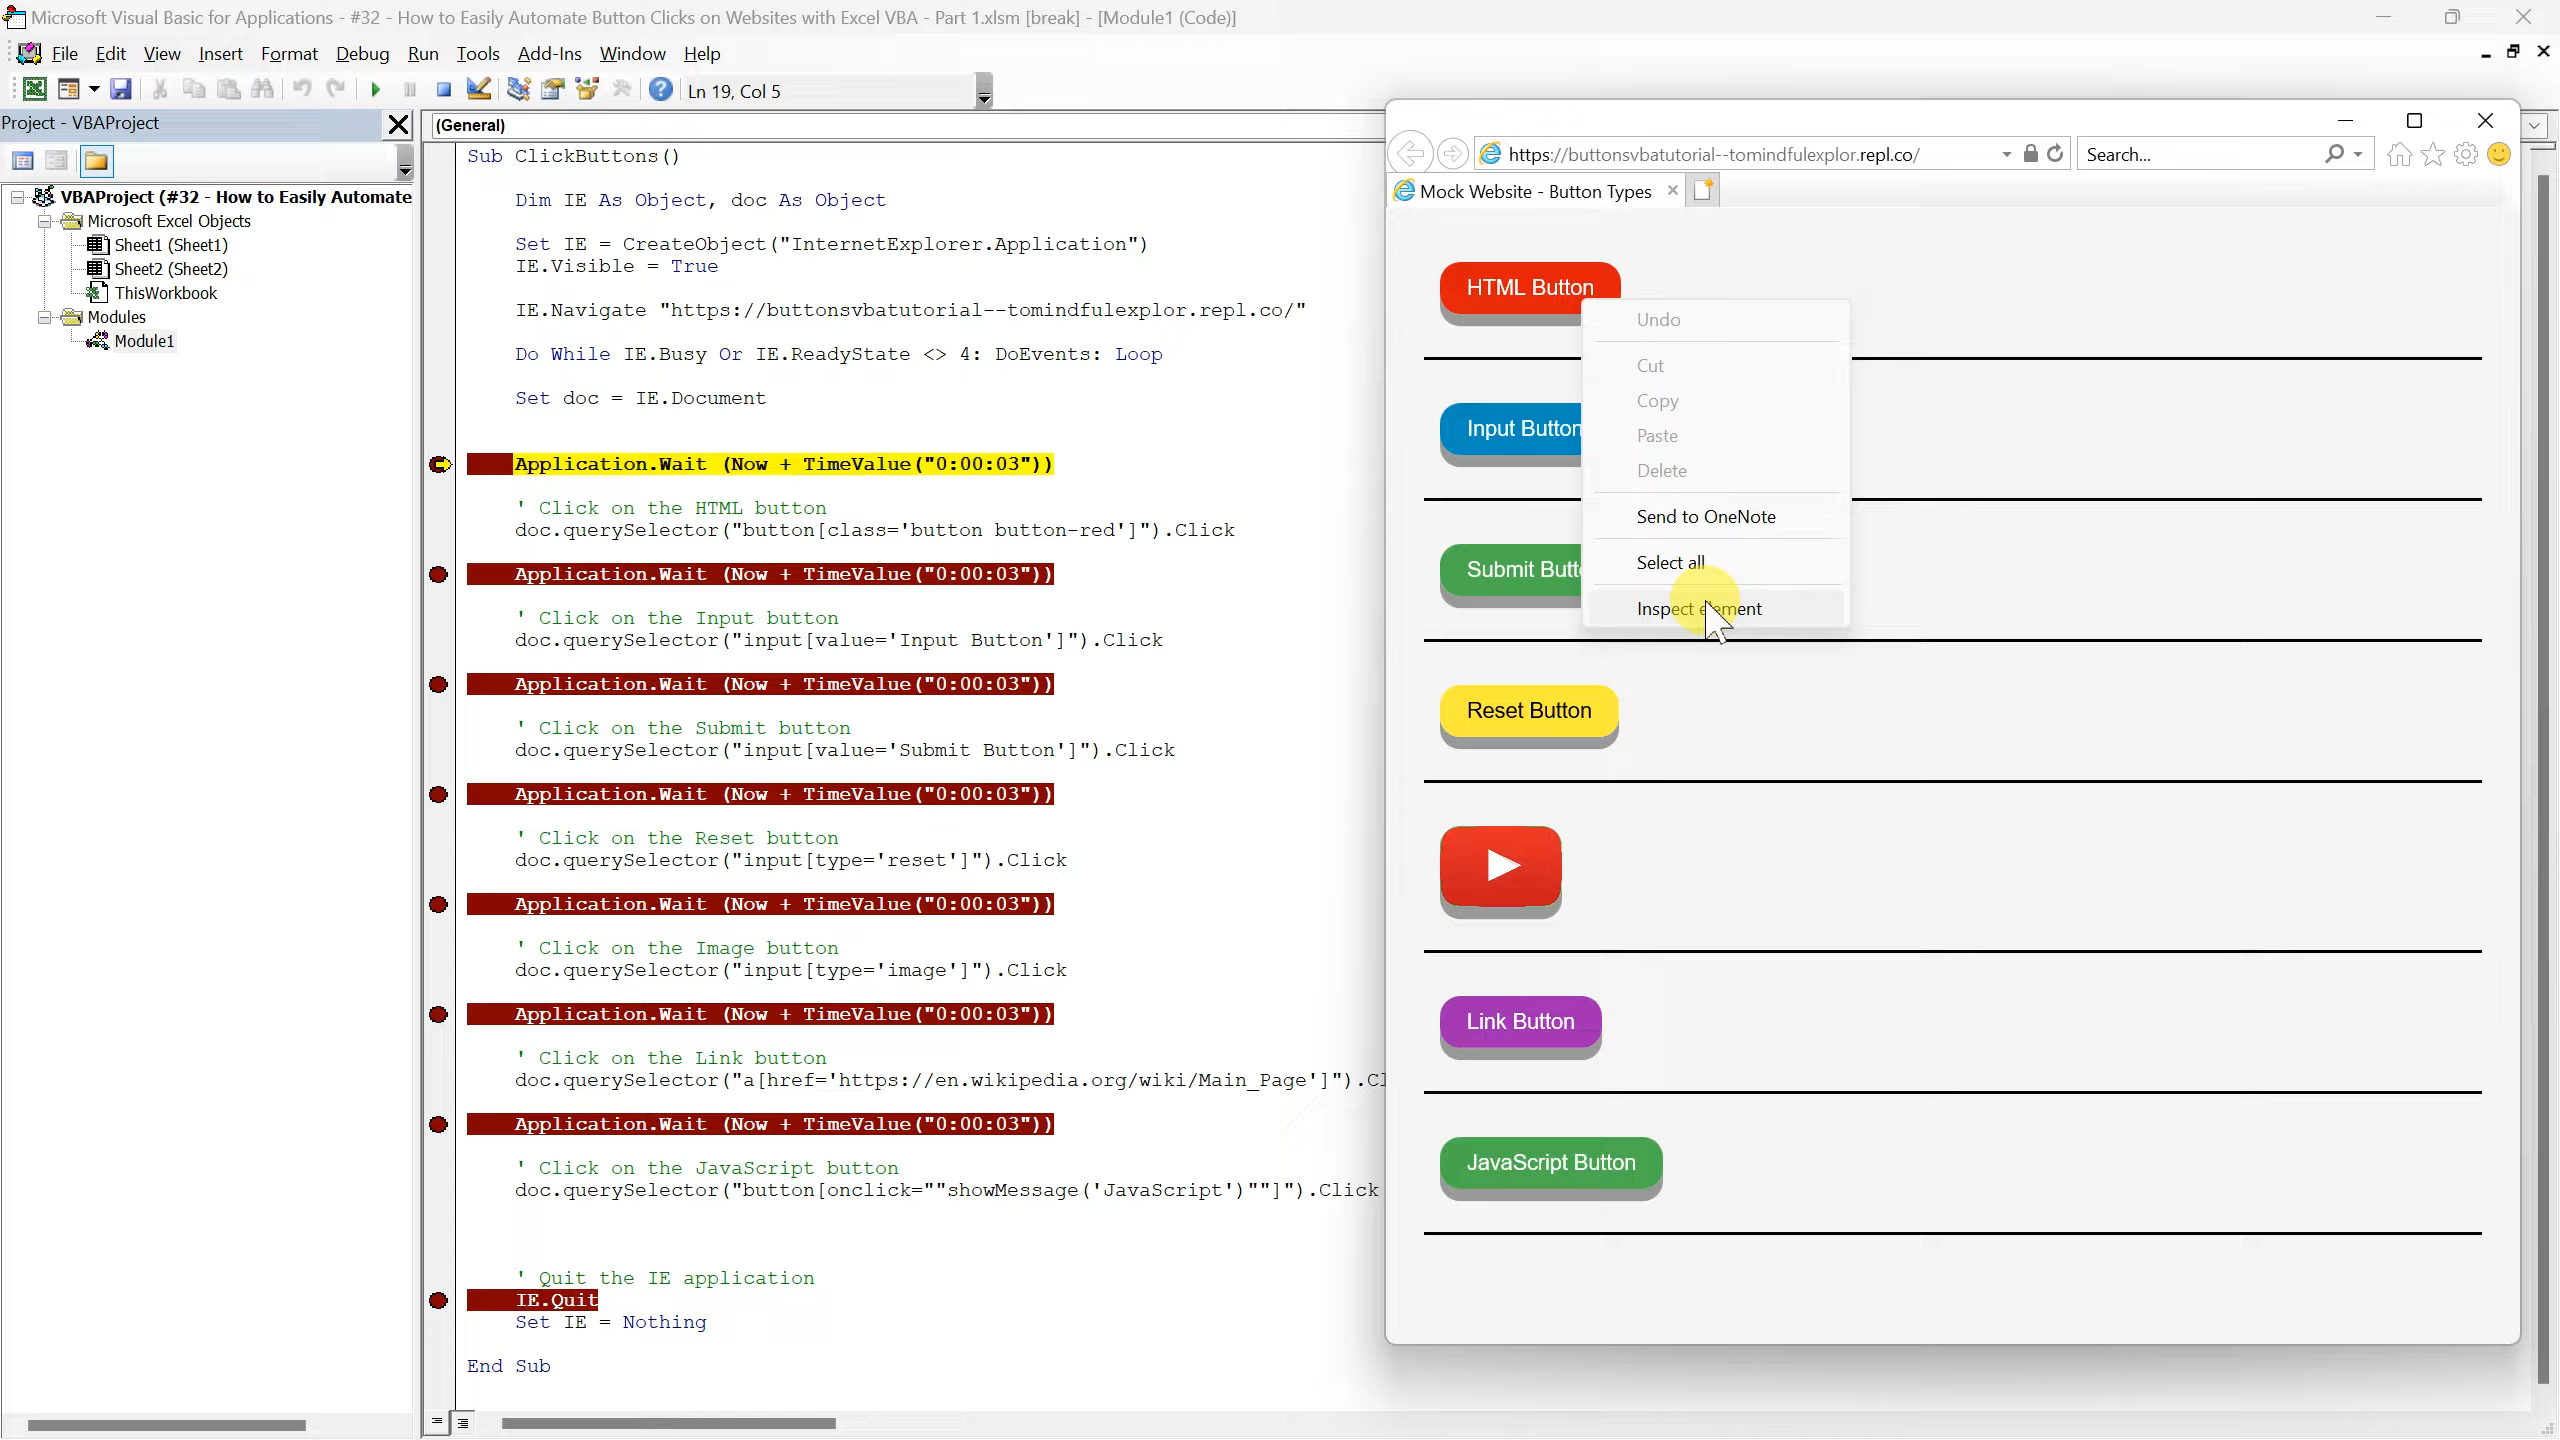 Microsoft Visual Basic for Applications - #32 - How to Easily Automate Button Clicks on Websites with Excel VBA - Part 1.xlsm [break] - [Module1 (Code)]
File Edit View Insert Format Debug Run Tools Add-Ins Window Help
Ln 19, Col 5
Project - VBAProject
VBAProject (#32 - How to Easily Automate
Microsoft Excel Objects
Sheet1 (Sheet1)
Sheet2 (Sheet2)
ThisWorkbook
Modules
Module1
(General)
Sub ClickButtons()
Dim IE As Object, doc As Object
Set IE = CreateObject("InternetExplorer.Application")
IE.Visible = True
IE.Navigate "https://buttonsvbatutorial--tomindfulexplor.repl.co/"
Do While IE.Busy Or IE.ReadyState <> 4: DoEvents: Loop
Set doc = IE.Document
Application.Wait (Now + TimeValue("0:00:03"))
' Click on the HTML button
doc.querySelector("button[class='button button-red']").Click
Application.Wait (Now + TimeValue("0:00:03"))
' Click on the Input button
doc.querySelector("input[value='Input Button']").Click
Application.Wait (Now + TimeValue("0:00:03"))
' Click on the Submit button
doc.querySelector("input[value='Submit Button']").Click
Application.Wait (Now + TimeValue("0:00:03"))
' Click on the Reset button
doc.querySelector("input[type='reset']").Click
Application.Wait (Now + TimeValue("0:00:03"))
' Click on the Image button
doc.querySelector("input[type='image']").Click
Application.Wait (Now + TimeValue("0:00:03"))
' Click on the Link button
doc.querySelector("a[href='https://en.wikipedia.org/wiki/Main_Page']").Cl
Application.Wait (Now + TimeValue("0:00:03"))
' Click on the JavaScript button
doc.querySelector("button[onclick=""showMessage('JavaScript')""]").Click
' Quit the IE application
IE.Quit
Set IE = Nothing
End Sub
https://buttonsvbatutorial--tomindfulexplor.repl.co/
Search...
Mock Website - Button Types
HTML Button
Input Button
Submit Butt
Undo
Cut
Copy
Paste
Delete
Send to OneNote
Select all
Inspect element
Reset Button
Link Button
JavaScript Button